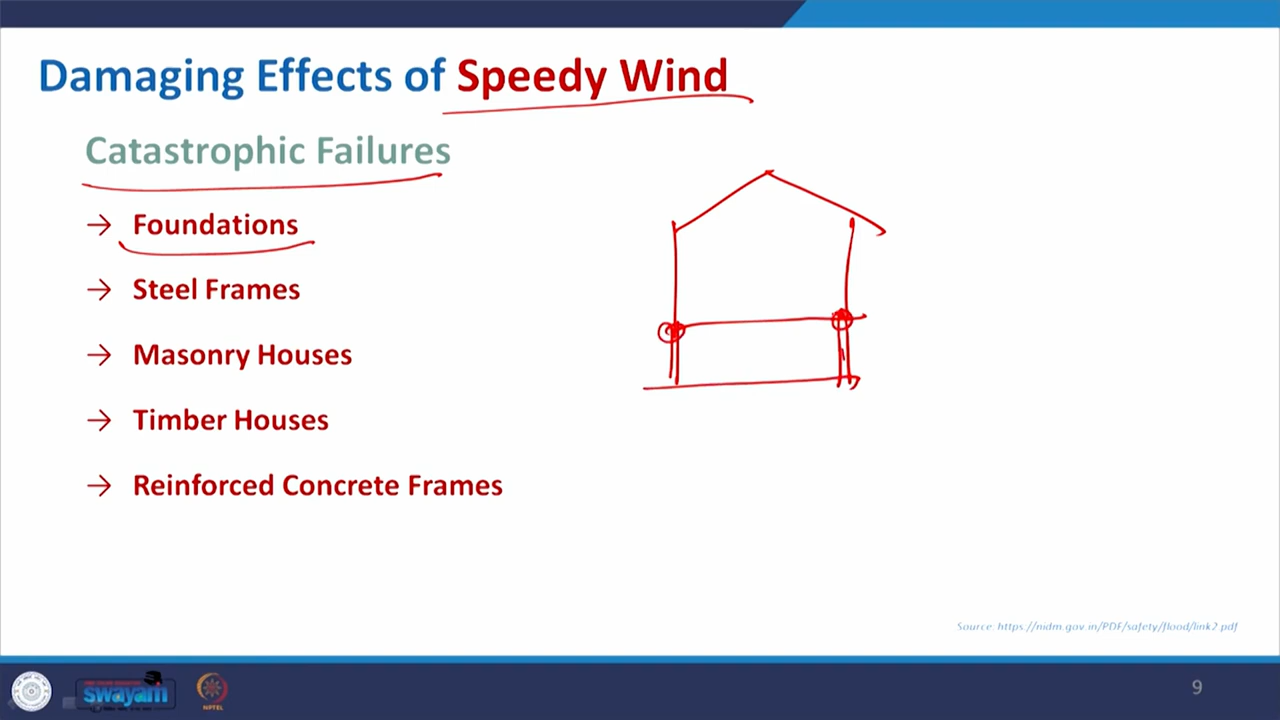 Damaging Effects of Speedy Wind
Catastrophic Failures
→ Foundations
→ Steel Frames
→ Masonry Houses
→ Timber Houses
→ Reinforced Concrete Frames
Source: https://nidm.gov.in/PDF/safety/flood/link2.pdf
swayam
NPTEL
9